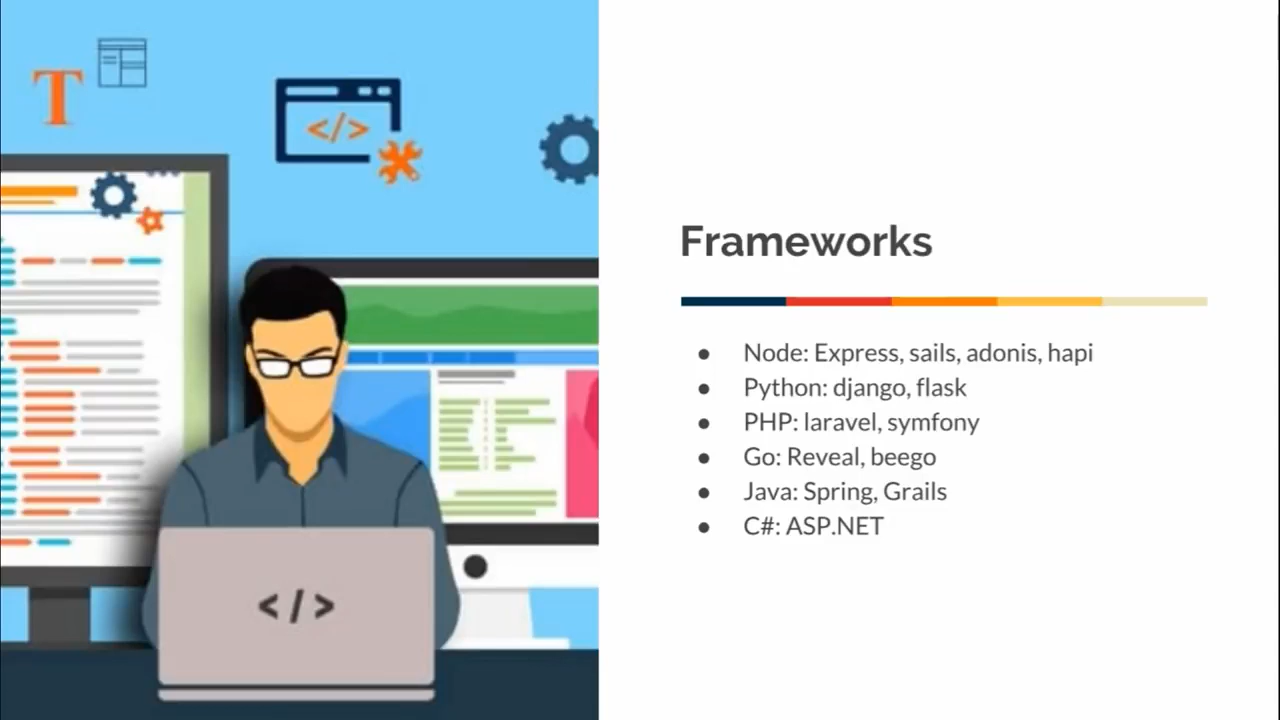 T
</>
</>
Frameworks
● Node: Express, sails, adonis, hapi
● Python: django, flask
● PHP: laravel, symfony
● Go: Reveal, beego
● Java: Spring, Grails
● C#: ASP.NET